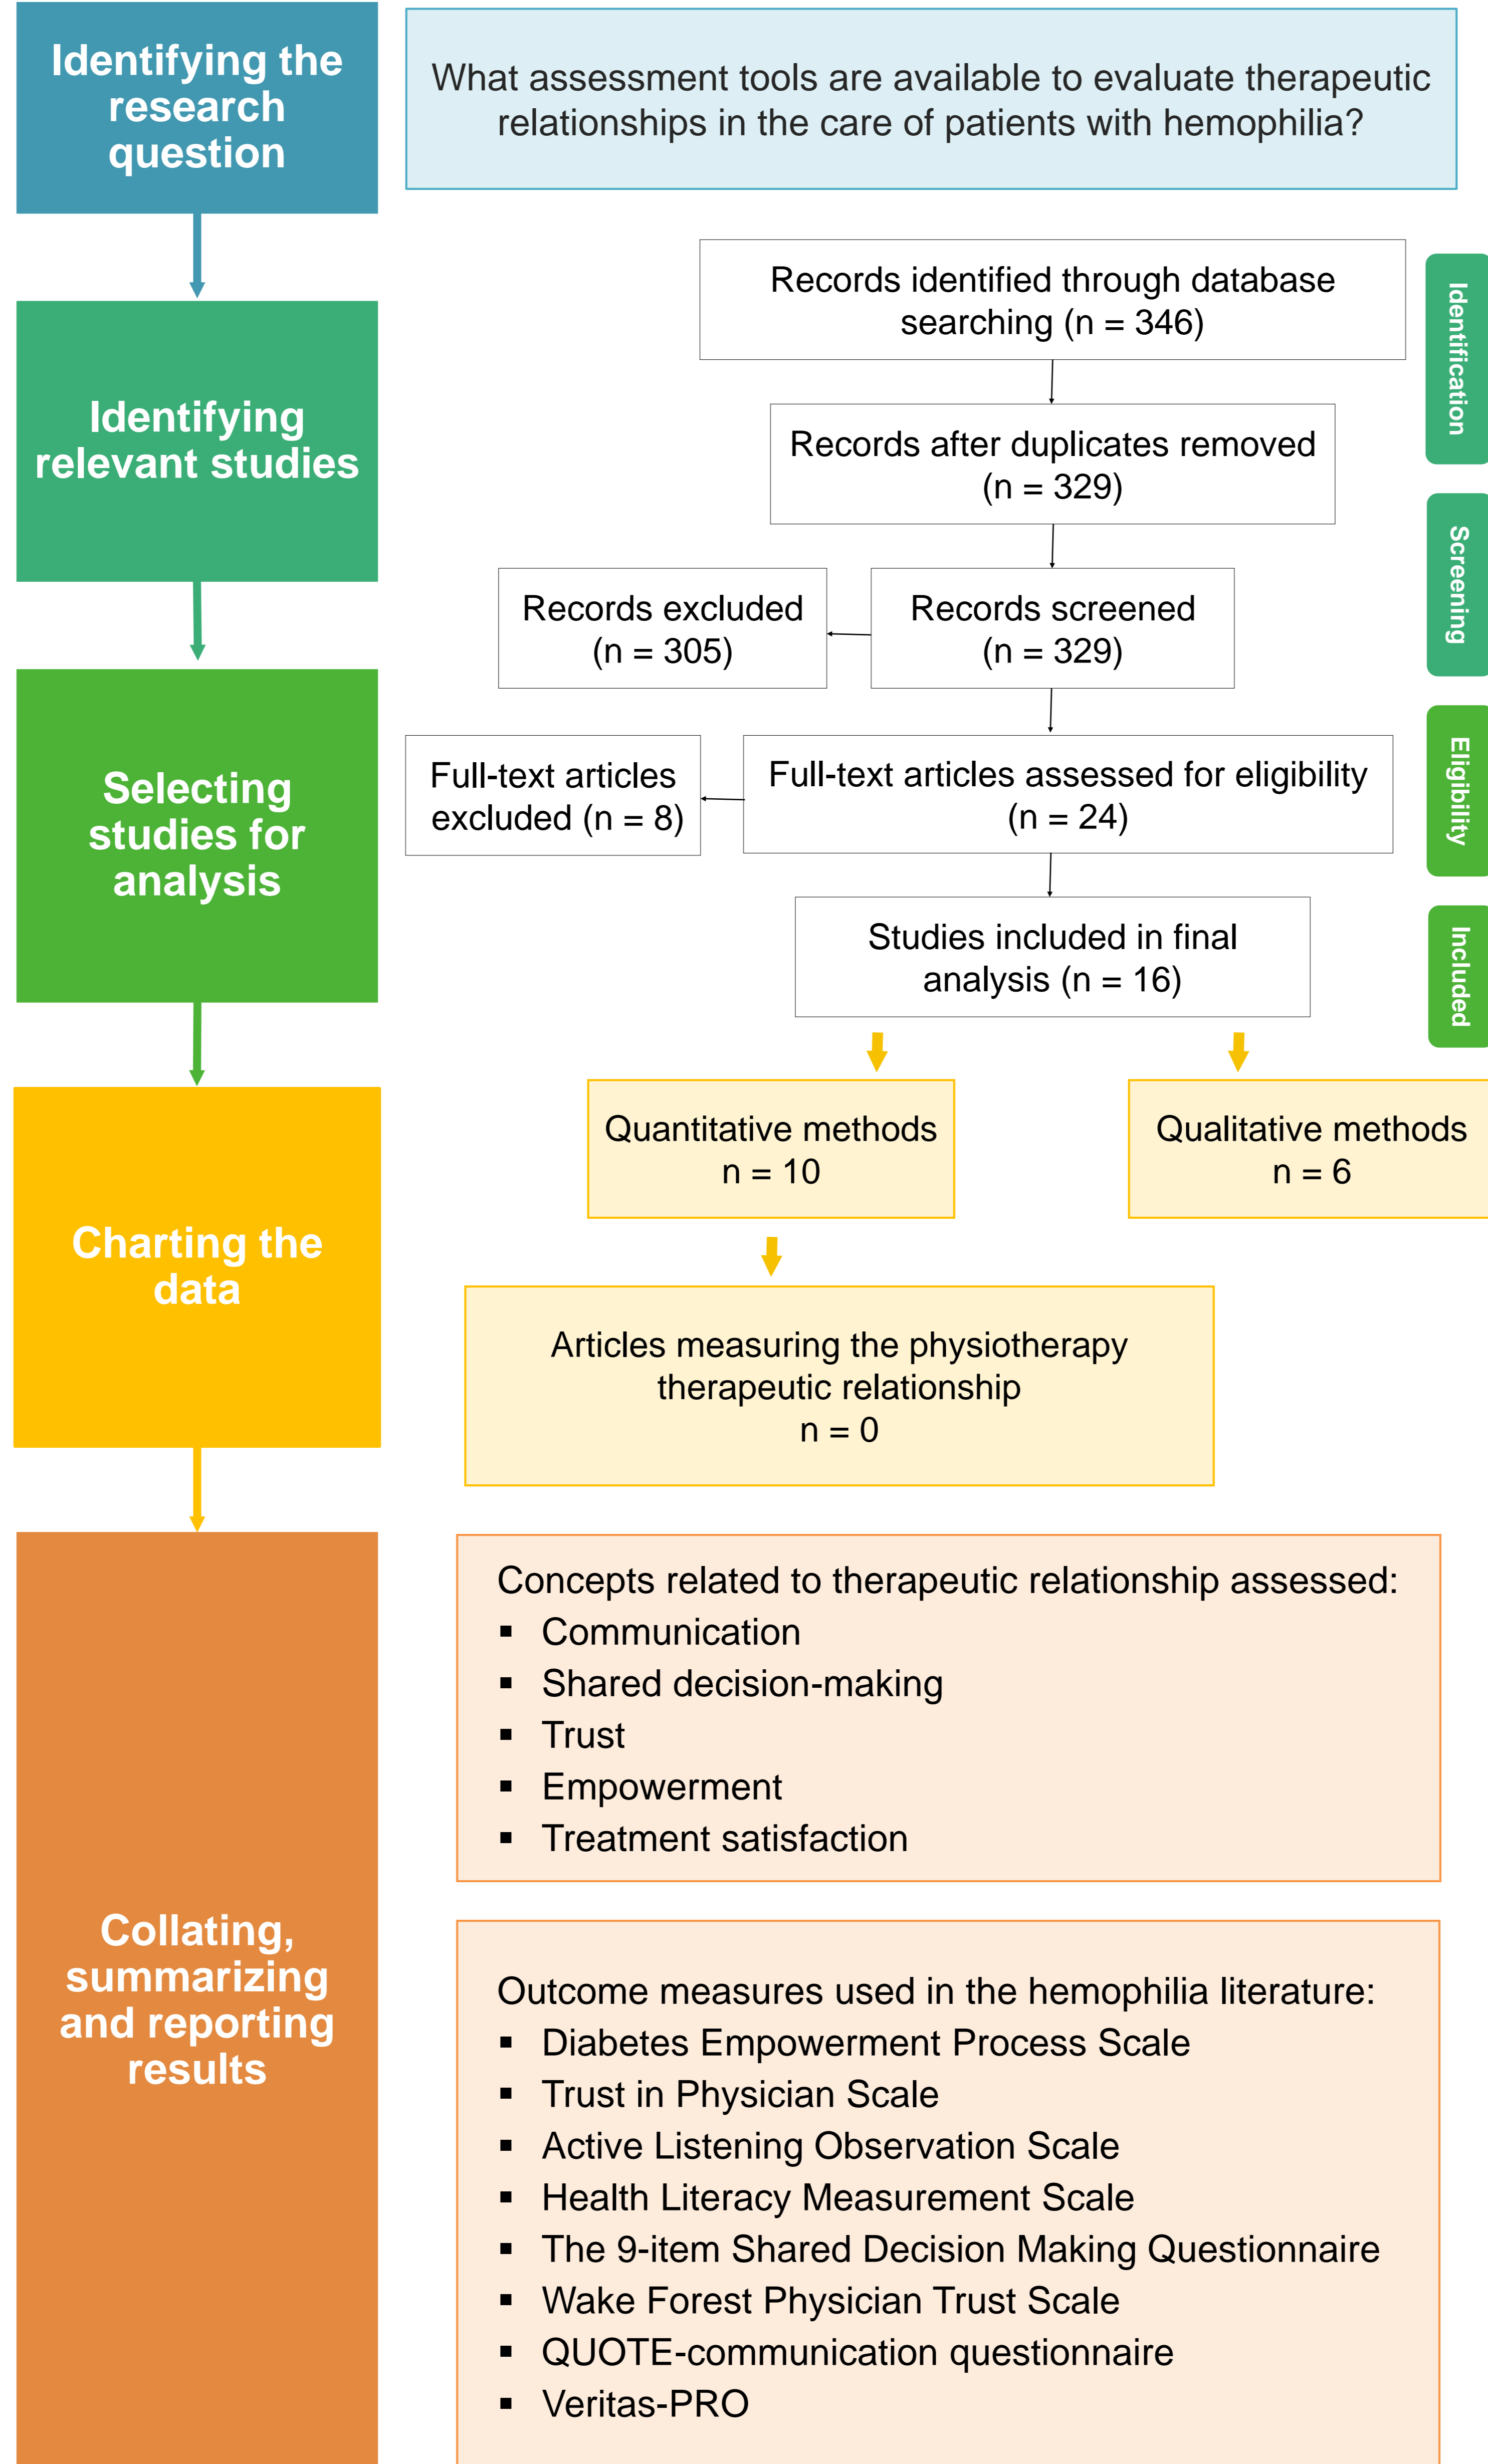 Identifying the
research
question
What assessment tools are available to evaluate therapeutic
relationships in the care of patients with hemophilia?
Identifying
relevant studies
Records identified through database
searching (n = 346)
Identification
Records after duplicates removed
(n = 329)
Records excluded
(n = 305)
Records screened
(n = 329)
Screening
Selecting
studies for
analysis
Full-text articles
excluded (n = 8)
Full-text articles assessed for eligibility
(n = 24)
Eligibility
Studies included in final
analysis (n = 16)
Included
Charting the
data
Quantitative methods
n = 10
Qualitative methods
n = 6
Articles measuring the physiotherapy
therapeutic relationship
n = 0
Collating,
summarizing
and reporting
results
Concepts related to therapeutic relationship assessed:
▪ Communication
▪ Shared decision-making
▪ Trust
▪ Empowerment
▪ Treatment satisfaction
Outcome measures used in the hemophilia literature:
▪ Diabetes Empowerment Process Scale
▪ Trust in Physician Scale
▪ Active Listening Observation Scale
▪ Health Literacy Measurement Scale
▪ The 9-item Shared Decision Making Questionnaire
▪ Wake Forest Physician Trust Scale
▪ QUOTE-communication questionnaire
▪ Veritas-PRO